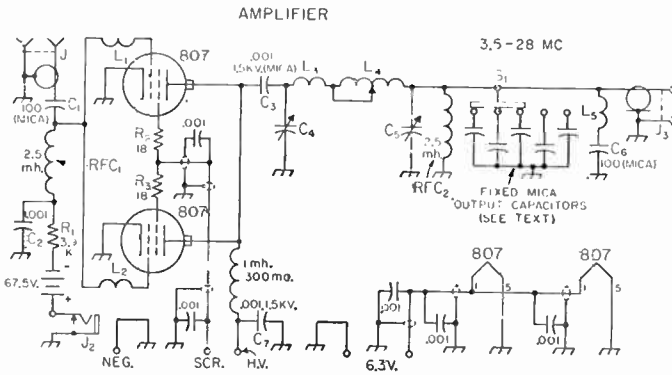 AMPLIFIER
3.5-28 MC
J
L1
807
.001
1.5KV.(MICA)
C3
L3
L4
S1
C1
100
(MICA)
R2
18
.001
C4
C5
2.5
mh.
RFC2
L5
J3
C6
100(MICA)
2.5
mh.
RFC1
R3
18
FIXED MICA
OUTPUT CAPACITORS
(SEE TEXT)
807
.001
C2
R1
3.9
K
67.5V.
L2
1 mh.
300ma.
807
807
1
5
1
5
.001
.001
.001
.001
.001 1.5KV.
C7
J2
NEG.
SCR.
H.V.
6.3V.